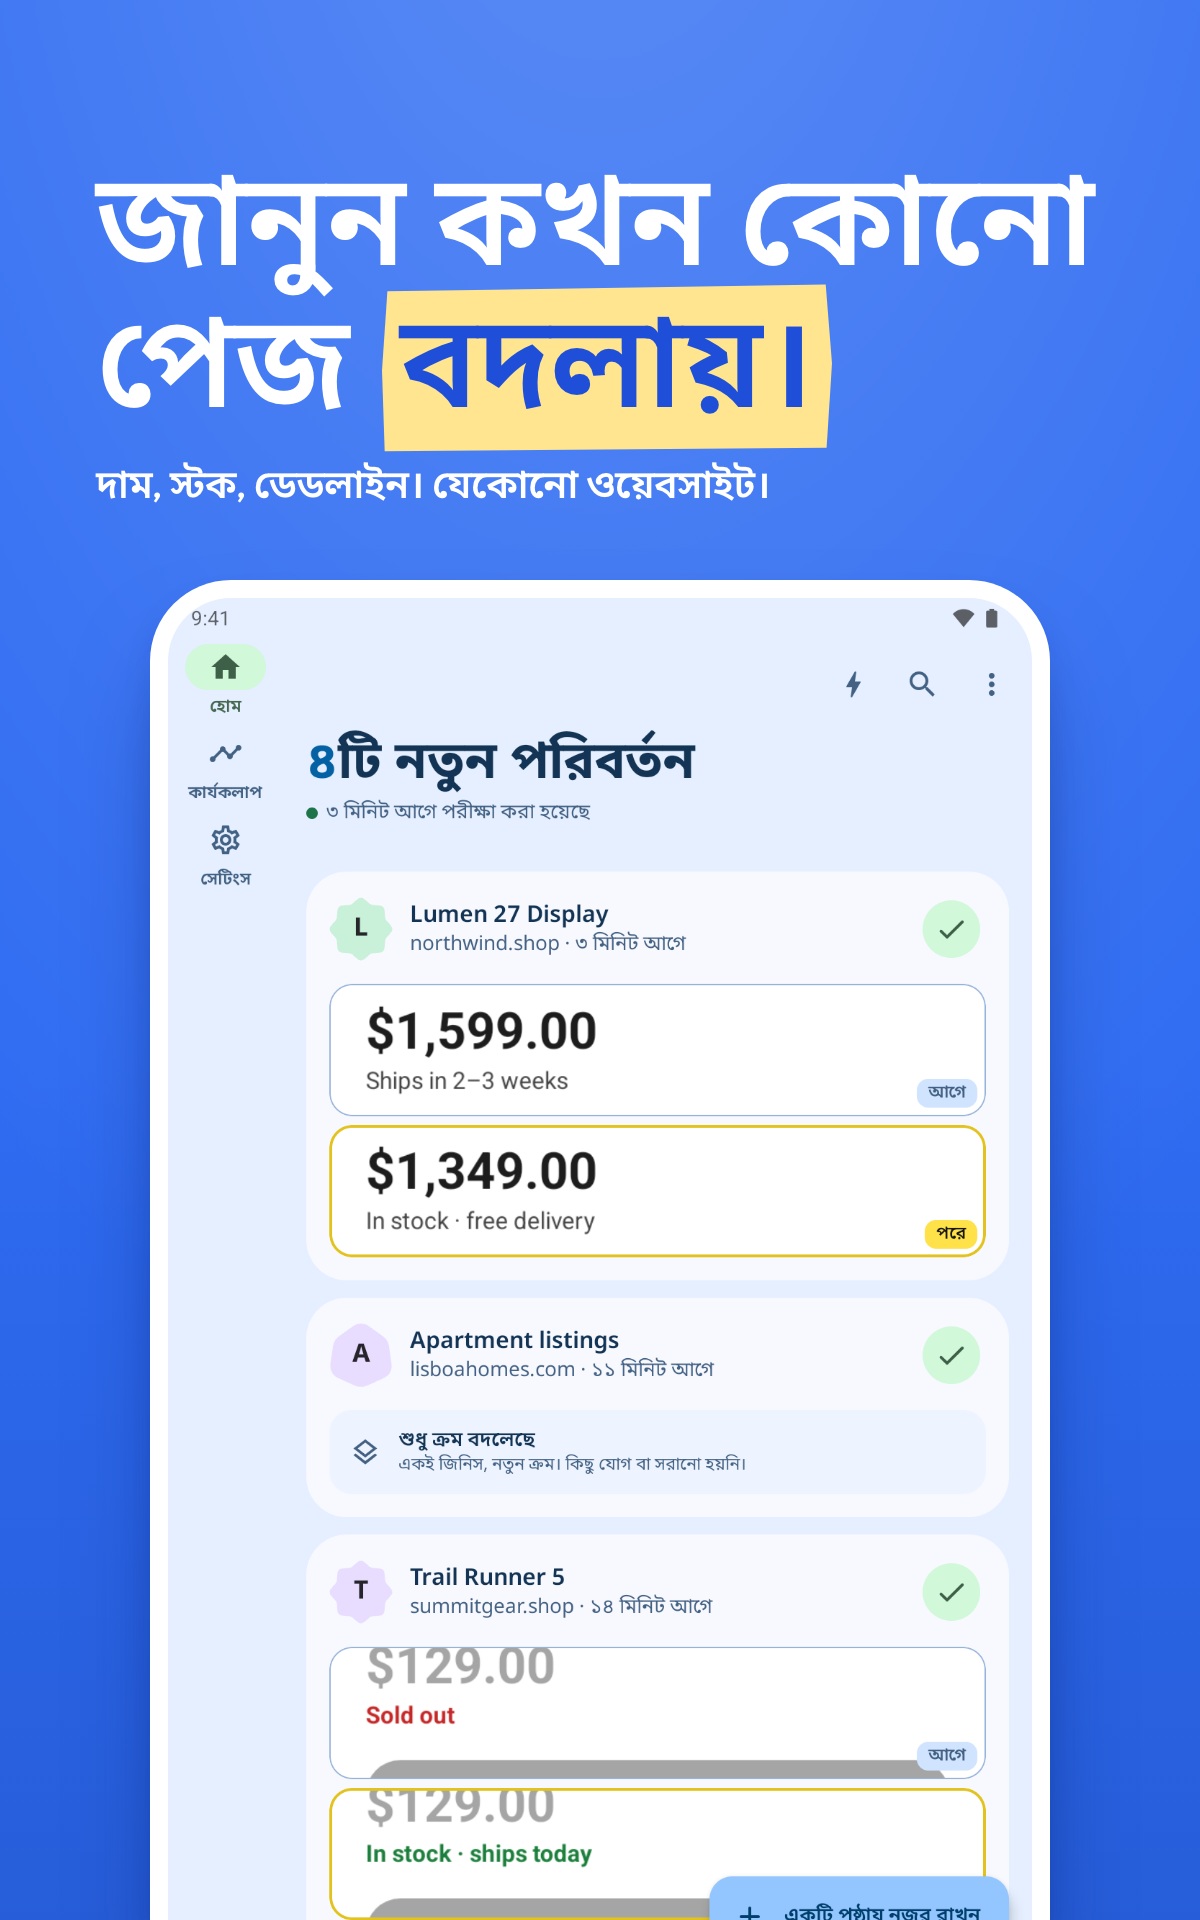 জানুন কখন কোনো
পেজ বদলায়।
দাম, স্টক, ডেডলাইন। যেকোনো ওয়েবসাইট।
9:41
হোম
কার্যকলাপ
সেটিংস
৪টি নতুন পরিবর্তন
৩ মিনিট আগে পরীক্ষা করা হয়েছে
L
Lumen 27 Display
northwind.shop · ৩ মিনিট আগে
$1,599.00
Ships in 2–3 weeks
আগে
$1,349.00
In stock · free delivery
পরে
A
Apartment listings
lisboahomes.com · ১১ মিনিট আগে
শুধু ক্রম বদলেছে
একই জিনিস, নতুন ক্রম। কিছু যোগ বা সরানো হয়নি।
T
Trail Runner 5
summitgear.shop · ১৪ মিনিট আগে
$129.00
Sold out
আগে
$129.00
In stock · ships today
একটি পৃষ্ঠায় নজর রাখুন